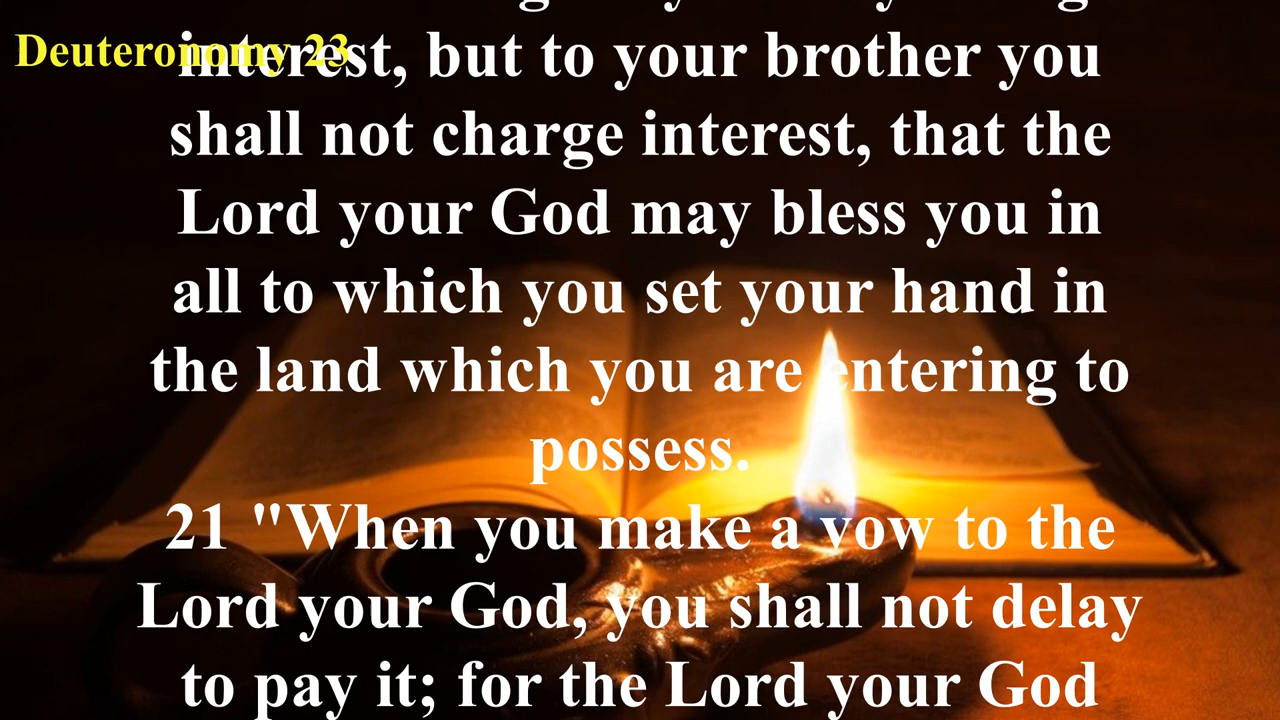 Deuteronomy 23
interest, but to your brother you
shall not charge interest, that the
Lord your God may bless you in
all to which you set your hand in
the land which you are entering to
possess.
21 "When you make a vow to the
Lord your God, you shall not delay
to pay it; for the Lord your God